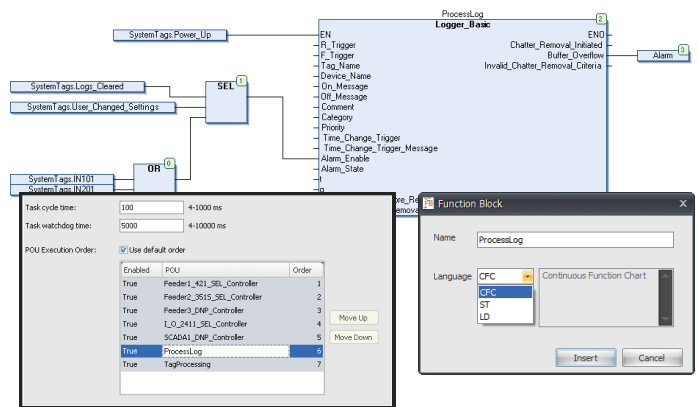 ProcessLog
Logger_Basic
2
SystemTags.Power_Up
EN
ENO
R_Trigger
Chatter_Removal_Initiated
F_Trigger
Buffer_Overflow
Alarm
3
Tag_Name
Invalid_Chatter_Removal_Criteria
Device_Name
SystemTags.Logs_Cleared
SEL
1
On_Message
Off_Message
SystemTags.User_Changed_Settings
Comment
Category
Priority
Time_Change_Trigger
Time_Change_Trigger_Message
OR
0
Alarm_Enable
Alarm_State
SystemTags.IN101
SystemTags.IN201
Task cycle time:
100
4-1000 ms
Task watchdog time:
5000
4-10000 ms
POU Execution Order:
Use default order
Enabled POU Order
True Feeder1_421_SEL_Controller 1
True Feeder2_351S_SEL_Controller 2
True Feeder3_DNP_Controller 3
True I_O_2411_SEL_Controller 4
True SCADA1_DNP_Controller 5
True ProcessLog 6
True TagProcessing 7
Move Up
Move Down
Function Block
x
Name
ProcessLog
Language
CFC
Continuous Function Chart
CFC
ST
LD
Insert
Cancel